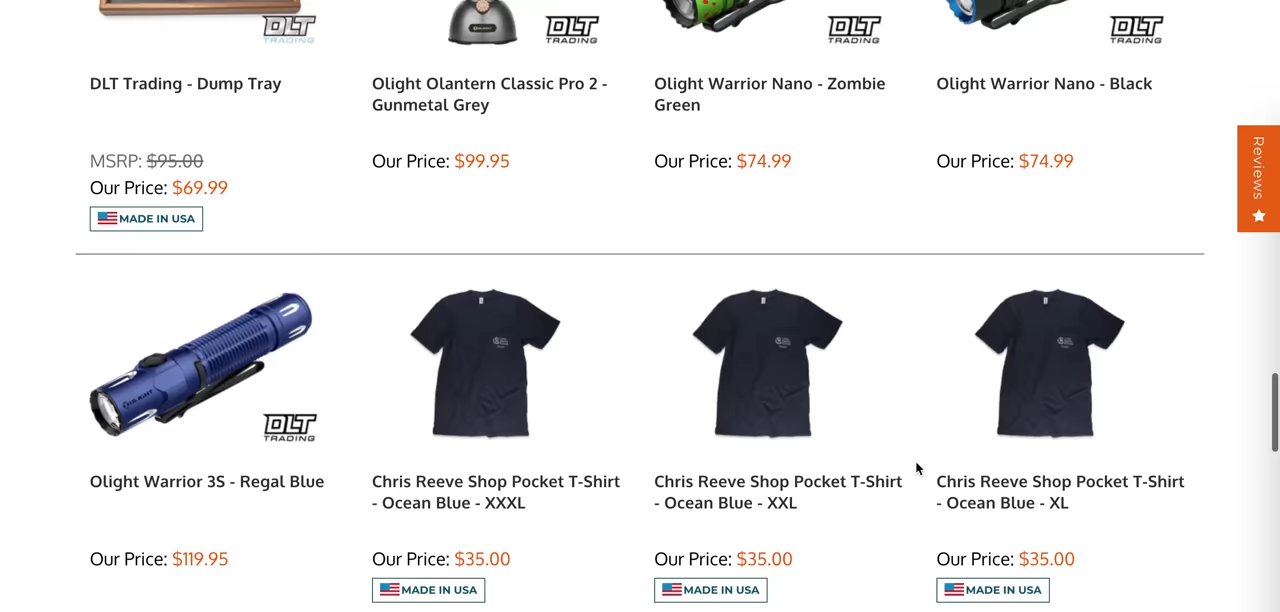 DLT
TRADING
DLT
TRADING
DLT
TRADING
DLT
TRADING
DLT Trading - Dump Tray
Olight Olantern Classic Pro 2 -
Gunmetal Grey
Olight Warrior Nano - Zombie
Green
Olight Warrior Nano - Black
MSRP: $95.00
Our Price: $69.99
MADE IN USA
Our Price: $99.95
Our Price: $74.99
Our Price: $74.99
Reviews
OLIGHT
DLT
TRADING
Olight Warrior 3S - Regal Blue
Chris Reeve Shop Pocket T-Shirt
- Ocean Blue - XXXL
Chris Reeve Shop Pocket T-Shirt
- Ocean Blue - XXL
Chris Reeve Shop Pocket T-Shirt
- Ocean Blue - XL
Our Price: $119.95
Our Price: $35.00
MADE IN USA
Our Price: $35.00
MADE IN USA
Our Price: $35.00
MADE IN USA